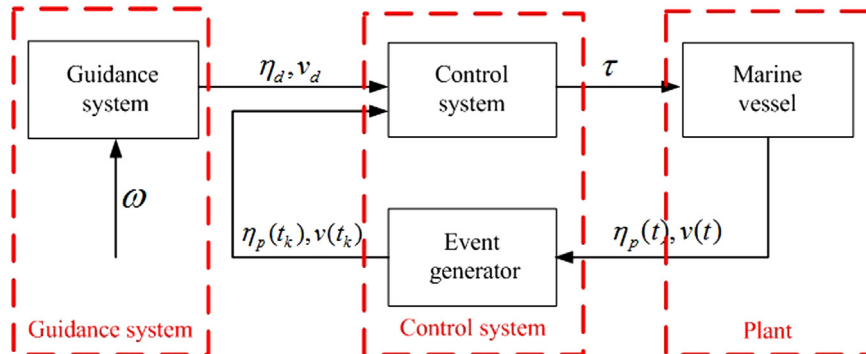 Guidance
system
η_d, v_d
Control
system
τ
Marine
vessel
ω
η_p(t_k), v(t_k)
Event
generator
η_p(t), v(t)
Guidance system
Control system
Plant